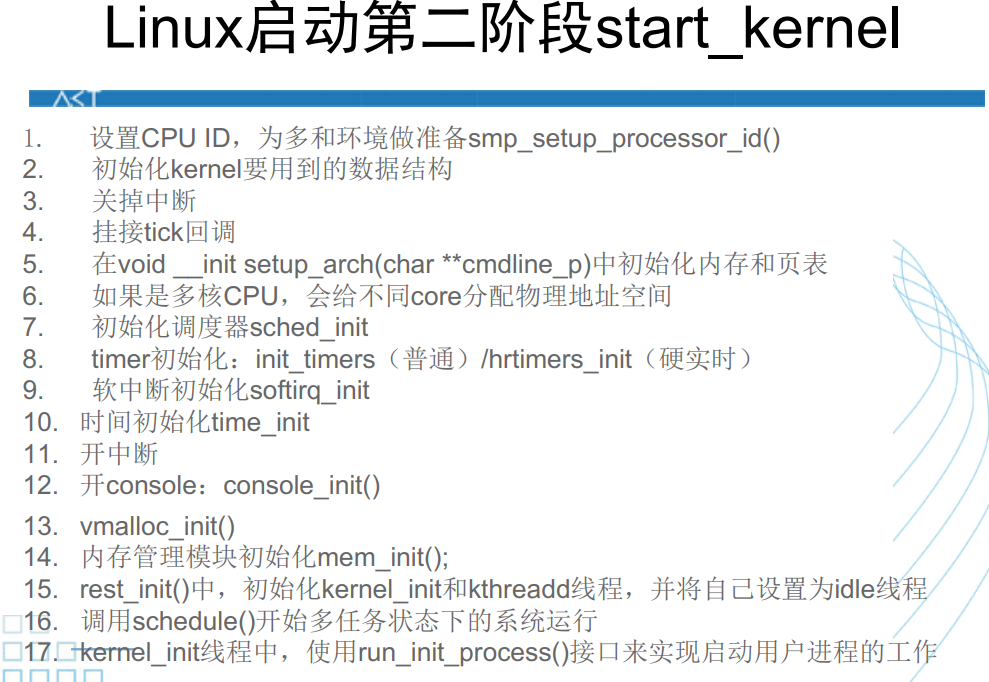 Linux启动第二阶段start_kernel
1. 设置CPU ID，为多和环境做准备smp_setup_processor_id()
2. 初始化kernel要用到的数据结构
3. 关掉中断
4. 挂接tick回调
5. 在void __init setup_arch(char **cmdline_p)中初始化内存和页表
6. 如果是多核CPU，会给不同core分配物理地址空间
7. 初始化调度器sched_init
8. timer初始化：init_timers（普通）/hrtimers_init（硬实时）
9. 软中断初始化softirq_init
10. 时间初始化time_init
11. 开中断
12. 开console：console_init()
13. vmalloc_init()
14. 内存管理模块初始化mem_init();
15. rest_init()中，初始化kernel_init和kthreadd线程，并将自己设置为idle线程
16. 调用schedule()开始多任务状态下的系统运行
17. kernel_init线程中，使用run_init_process()接口来实现启动用户进程的工作